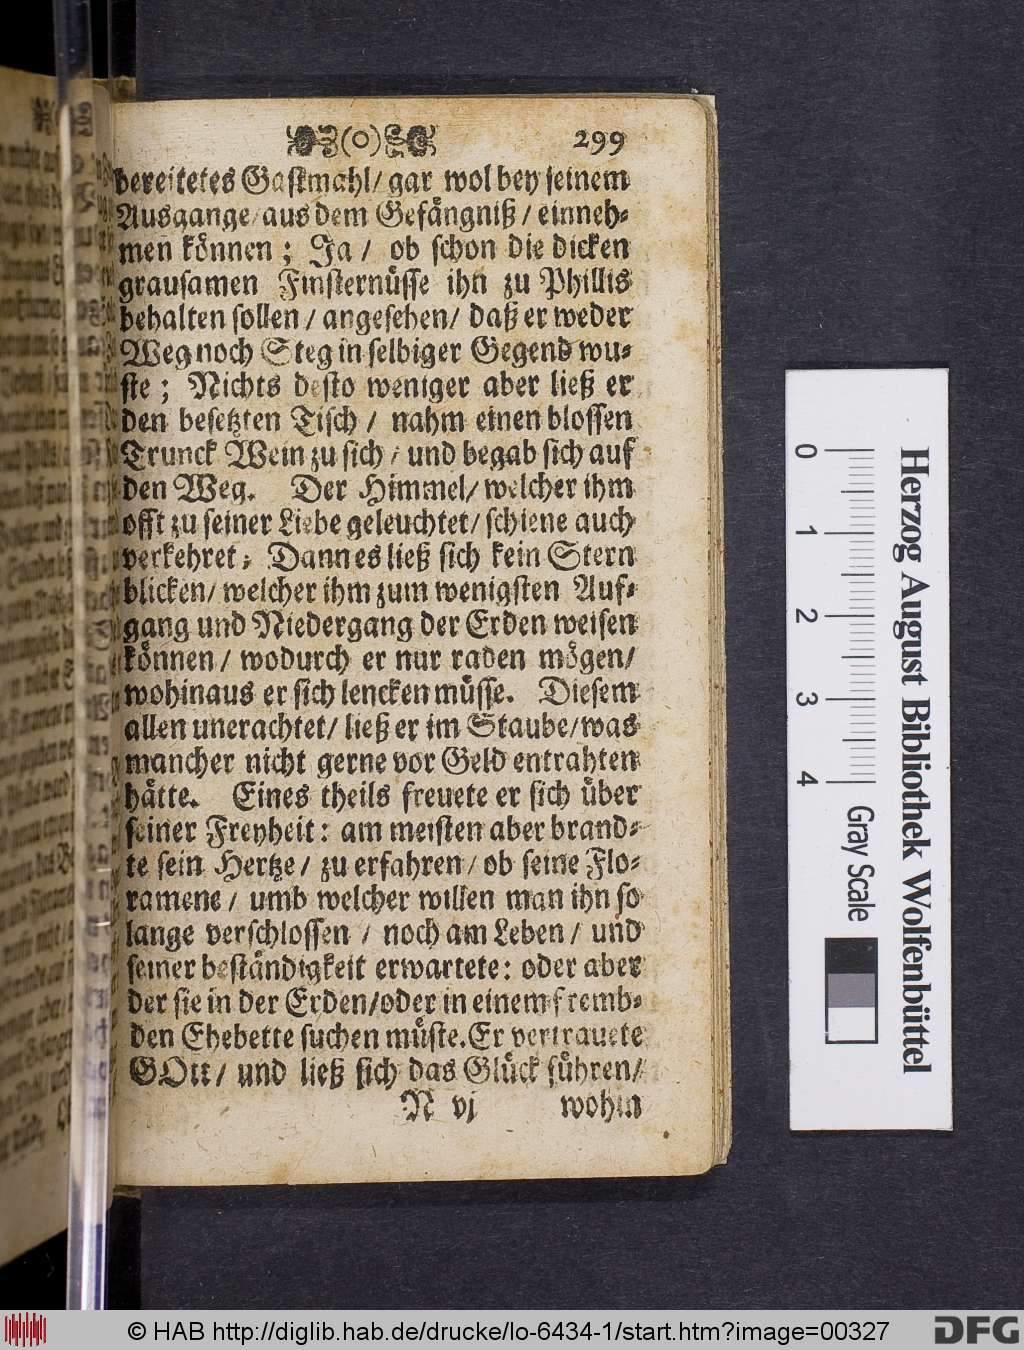 (o) 299
bereitetes Gastmahl/ gar wol bey seinem
Ausgange/ aus dem Gefängniß/ einneh⸗
men können; Ja/ ob schon die dicken
grausamen Finsternüsse ihn zu Phillis
behalten sollen/ angesehen/ daß er weder
Weg noch Steg in selbiger Gegend wu⸗
ste; Nichts desto weniger aber ließ er
den besetzten Tisch/ nahm einen blossen
Trunck Wein zu sich/ und begab sich auf
den Weg. Der Himmel/ welcher ihm
offt zu seiner Liebe geleuchtet/ schiene auch
verkehret; Dann es ließ sich kein Stern
blicken/ welcher ihm zum wenigsten Auf⸗
gang und Niedergang der Erden weisen
können/ wodurch er nur raden mögen/
wohinaus er sich lencken müsse. Diesem
allen unerachtet/ ließ er im Staube/ was
mancher nicht gerne vor Geld entrahten
hätte. Eines theils freuete er sich über
seiner Freyheit: am meisten aber brand⸗
te sein Hertze/ zu erfahren/ ob seine Flo⸗
ramene/ umb welcher willen man ihn so
lange verschlossen/ noch am Leben/ und
seiner beständigkeit erwartete: oder aber
der sie in der Erden/ oder in einem fremb⸗
den Ehebette suchen müste. Er vertrauete
GOtt/ und ließ sich das Glück führen/
N vj wohin
0 1 2 3 4
Gray Scale
Herzog August Bibliothek Wolfenbüttel
© HAB http://diglib.hab.de/drucke/lo-6434-1/start.htm?image=00327
DFG